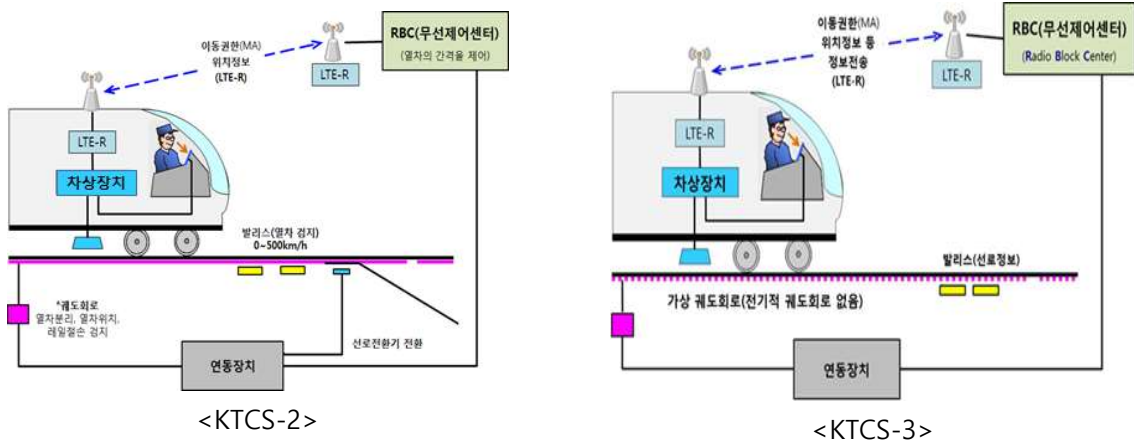 이동권한(MA)
위치정보
(LTE-R)
LTE-R
RBC(무선제어센터)
(열차의 간격을 제어)
LTE-R
차상장치
발리스(열차 검지)
0~500km/h
*궤도회로
열차분리, 열차위치,
레일절손 검지
선로전환기 전환
연동장치
<KTCS-2>
이동권한(MA)
위치정보 등
정보전송
(LTE-R)
LTE-R
RBC(무선제어센터)
(Radio Block Center)
LTE-R
차상장치
발리스(선로정보)
가상 궤도회로(전기적 궤도회로 없음)
연동장치
<KTCS-3>